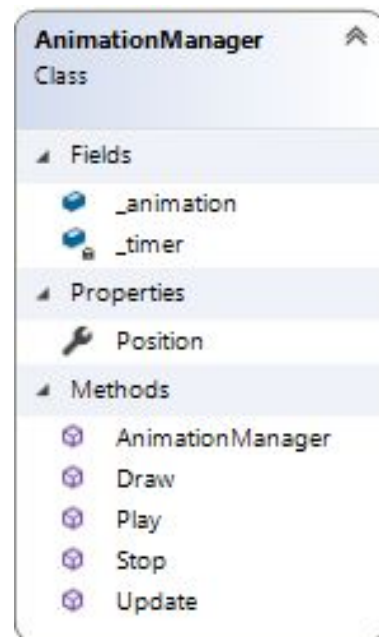 AnimationManager
Class
Fields
_animation
_timer
Properties
Position
Methods
AnimationManager
Draw
Play
Stop
Update